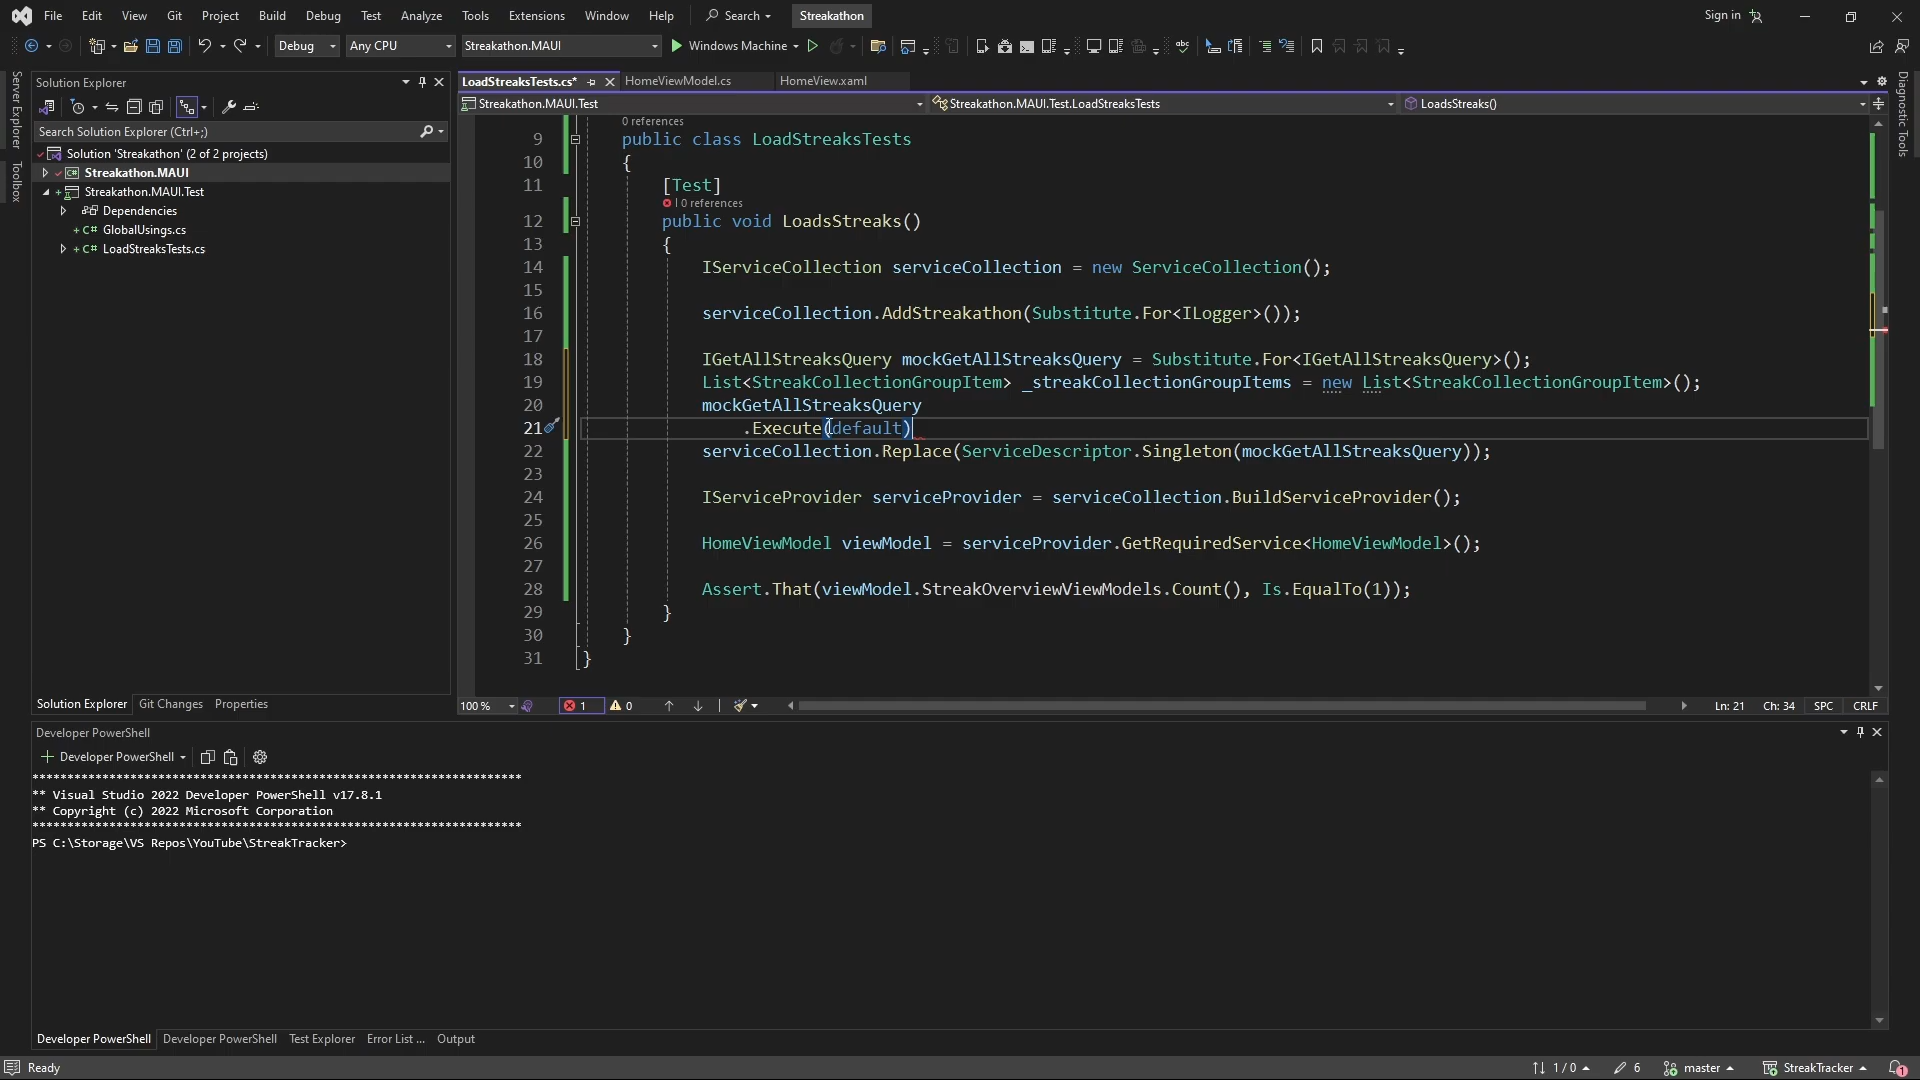 File Edit View Git Project Build Debug Test Analyze Tools Extensions Window Help Search Streakathon Sign in
Debug Any CPU Streakathon.MAUI Windows Machine
Server Explorer
Toolbox
Solution Explorer
Search Solution Explorer (Ctrl+;)
Solution 'Streakathon' (2 of 2 projects)
Streakathon.MAUI
Streakathon.MAUI.Test
Dependencies
C# GlobalUsings.cs
C# LoadStreaksTests.cs
Solution Explorer Git Changes Properties
LoadStreaksTests.cs* HomeViewModel.cs HomeView.xaml
Streakathon.MAUI.Test Streakathon.MAUI.Test.LoadStreaksTests LoadsStreaks()
0 references
9 public class LoadStreaksTests
10 {
11 [Test]
0 references
12 public void LoadsStreaks()
13 {
14 IServiceCollection serviceCollection = new ServiceCollection();
15
16 serviceCollection.AddStreakathon(Substitute.For<ILogger>());
17
18 IGetAllStreaksQuery mockGetAllStreaksQuery = Substitute.For<IGetAllStreaksQuery>();
19 List<StreakCollectionGroupItem> _streakCollectionGroupItems = new List<StreakCollectionGroupItem>();
20 mockGetAllStreaksQuery
21 .Execute(default)
22 serviceCollection.Replace(ServiceDescriptor.Singleton(mockGetAllStreaksQuery));
23
24 IServiceProvider serviceProvider = serviceCollection.BuildServiceProvider();
25
26 HomeViewModel viewModel = serviceProvider.GetRequiredService<HomeViewModel>();
27
28 Assert.That(viewModel.StreakOverviewViewModels.Count(), Is.EqualTo(1));
29 }
30 }
31 }
100 % 1 0 Ln: 21 Ch: 34 SPC CRLF
Diagnostic Tools
Developer PowerShell
Developer PowerShell
**********************************************************************
** Visual Studio 2022 Developer PowerShell v17.8.1
** Copyright (c) 2022 Microsoft Corporation
**********************************************************************
PS C:\Storage\VS Repos\YouTube\StreakTracker>
Developer PowerShell Developer PowerShell Test Explorer Error List ... Output
Ready 1 / 0 6 master StreakTracker 1